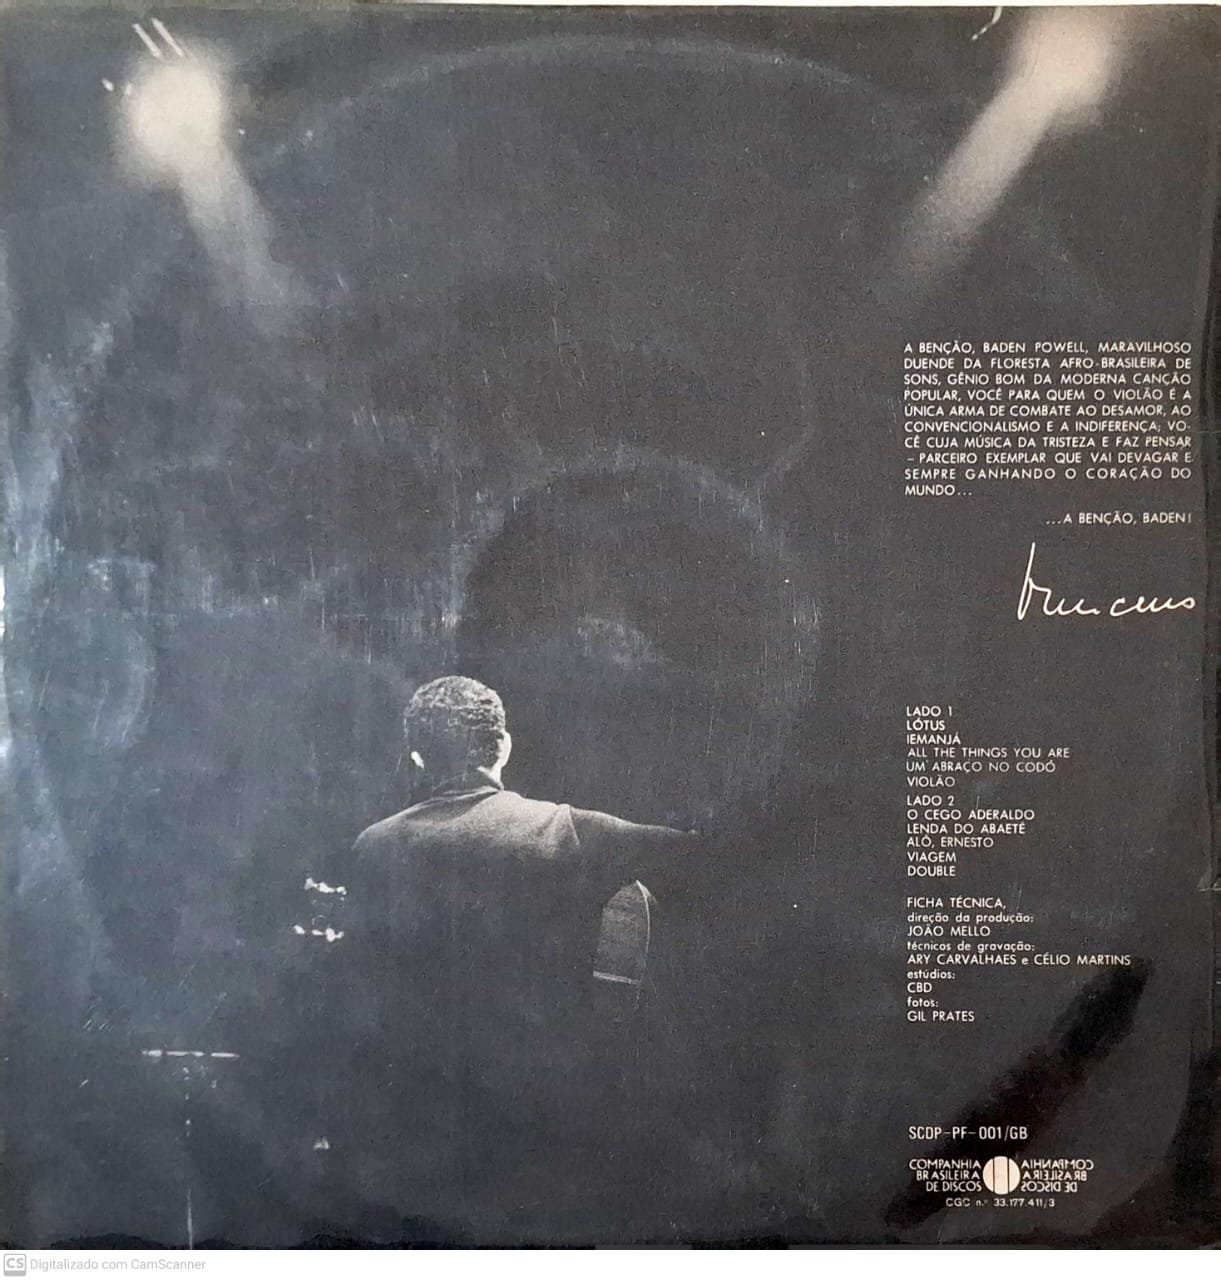 A BENÇÃO, BADEN POWELL, MARAVILHOSO
DUENDE DA FLORESTA AFRO-BRASILEIRA DE
SONS, GÊNIO BOM DA MODERNA CANÇÃO
POPULAR, VOCÊ PARA QUEM O VIOLÃO É A
ÚNICA ARMA DE COMBATE AO DESAMOR, AO
CONVENCIONALISMO E A INDIFERENÇA; VO-
CÊ CUJA MÚSICA DA TRISTEZA E FAZ PENSAR
– PARCEIRO EXEMPLAR QUE VAI DEVAGAR E
SEMPRE GANHANDO O CORAÇÃO DO
MUNDO...
...A BENÇÃO, BADEN!
Vinicius
LADO 1
LÓTUS
IEMANJÁ
ALL THE THINGS YOU ARE
UM ABRAÇO NO CODÓ
VIOLÃO
LADO 2
O CEGO ADERALDO
LENDA DO ABAETÉ
ALÔ, ERNESTO
VIAGEM
DOUBLE
FICHA TÉCNICA,
direção da produção:
JOÃO MELLO
técnicos de gravação:
ARY CARVALHAES e CÉLIO MARTINS
estúdios:
CBD
fotos:
GIL PRATES
SCDP-PF-001/GB
COMPANHIA COMPANHIA
BRASILEIRA BRASILEIRA
DE DISCOS DE DISCOS
CGC n.º 33.177.411/3
CS Digitalizado com CamScanner